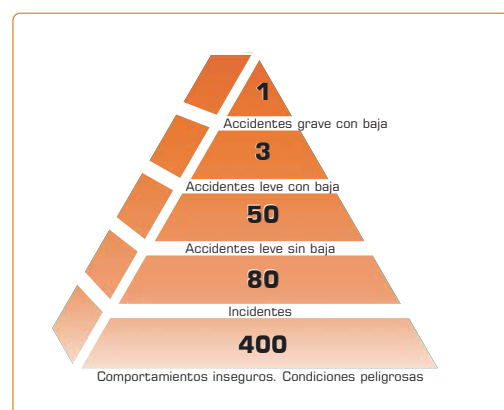 1
Accidentes grave con baja
3
Accidentes leve con baja
50
Accidentes leve sin baja
80
Incidentes
400
Comportamientos inseguros. Condiciones peligrosas